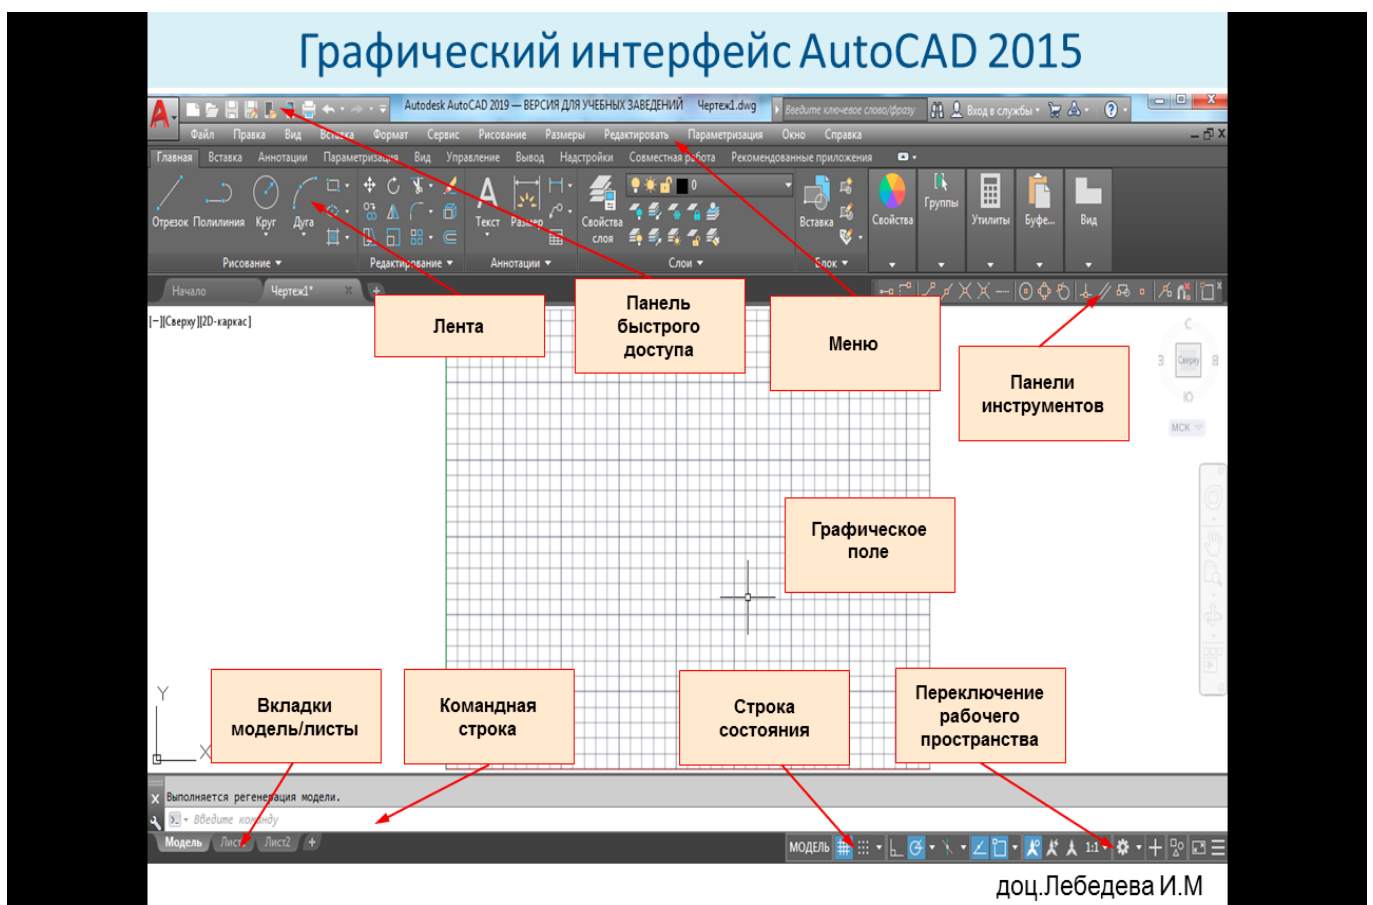 Графический интерфейс AutoCAD 2015
Autodesk AutoCAD 2019 — ВЕРСИЯ ДЛЯ УЧЕБНЫХ ЗАВЕДЕНИЙ Чертеж1.dwg
Введите ключевое слово/фразу
Вход в службы
Файл Правка Вид Вставка Формат Сервис Рисование Размеры Редактировать Параметризация Окно Справка
Главная Вставка Аннотации Параметризация Вид Управление Вывод Надстройки Совместная работа Рекомендованные приложения
Отрезок Полилиния Круг Дуга
Текст Размер
Свойства слоя
0
Вставка
Свойства
Группы
Утилиты
Буфе...
Вид
Рисование Редактирование Аннотации Слои Блок
Начало Чертеж1*
[−][Сверху][2D-каркас]
Лента
Панель
быстрого
доступа
Меню
Панели
инструментов
С
В Сверху В
Ю
МСК
Графическое
поле
Y
X
Вкладки
модель/листы
Командная
строка
Строка
состояния
Переключение
рабочего
пространства
Выполняется регенерация модели.
Введите команду
Модель Лист1 Лист2 +
МОДЕЛЬ
1:1
доц.Лебедева И.М